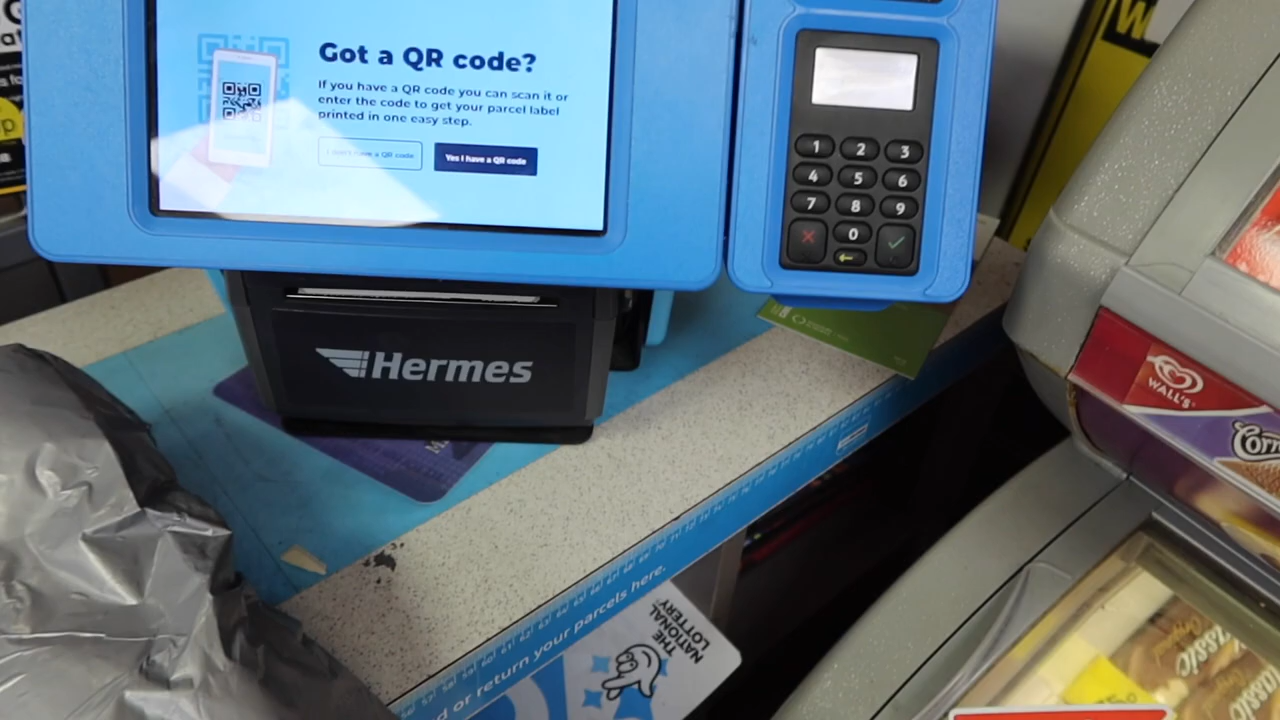 Got a QR code?
If you have a QR code you can scan it or
enter the code to get your parcel label
printed in one easy step.
I don't have a QR code
Yes I have a QR code
1 2 3
4 5 6
7 8 9
0
Hermes
WALL'S
or return your parcels here.
THE
NATIONAL
LOTTERY